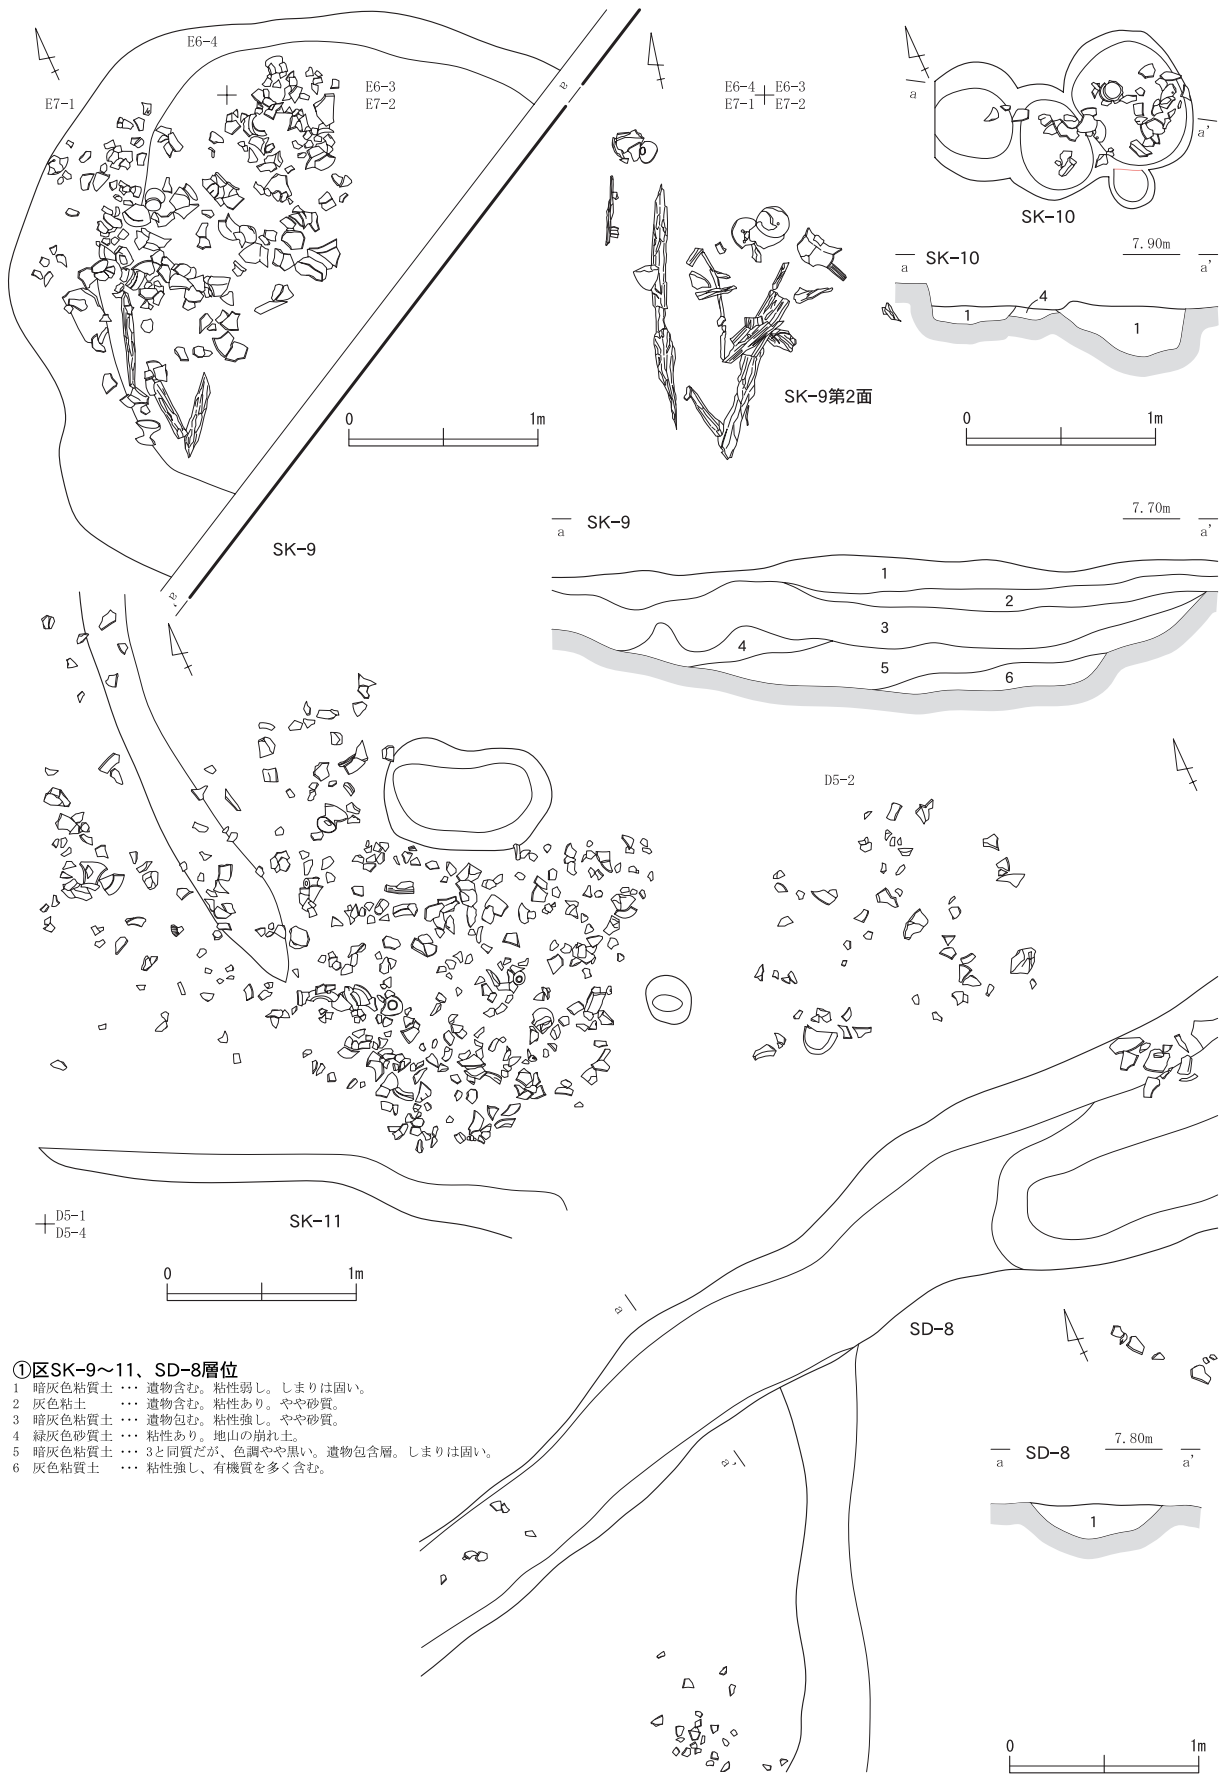 E6-4
E7-1
E6-3
E7-2
a
a'
0 1m
SK-9
E6-4 E6-3
E7-1 E7-2
SK-9第2面
a
a'
SK-10
7.90m
a SK-10 a'
1
4
1
0 1m
7.70m
a SK-9 a'
1
2
3
4
5
6
D5-2
D5-1
D5-4
SK-11
0 1m
a
SD-8
a'
7.80m
a SD-8 a'
1
0 1m
①区SK-9～11、SD-8層位
1 暗灰色粘質土 ･･･ 遺物含む。粘性弱し。しまりは固い。
2 灰色粘土 ･･･ 遺物含む。粘性あり。やや砂質。
3 暗灰色粘質土 ･･･ 遺物包む。粘性強し。やや砂質。
4 緑灰色砂質土 ･･･ 粘性あり。地山の崩れ土。
5 暗灰色粘質土 ･･･ 3と同質だが、色調やや黒い。遺物包含層。しまりは固い。
6 灰色粘質土 ･･･ 粘性強し、有機質を多く含む。